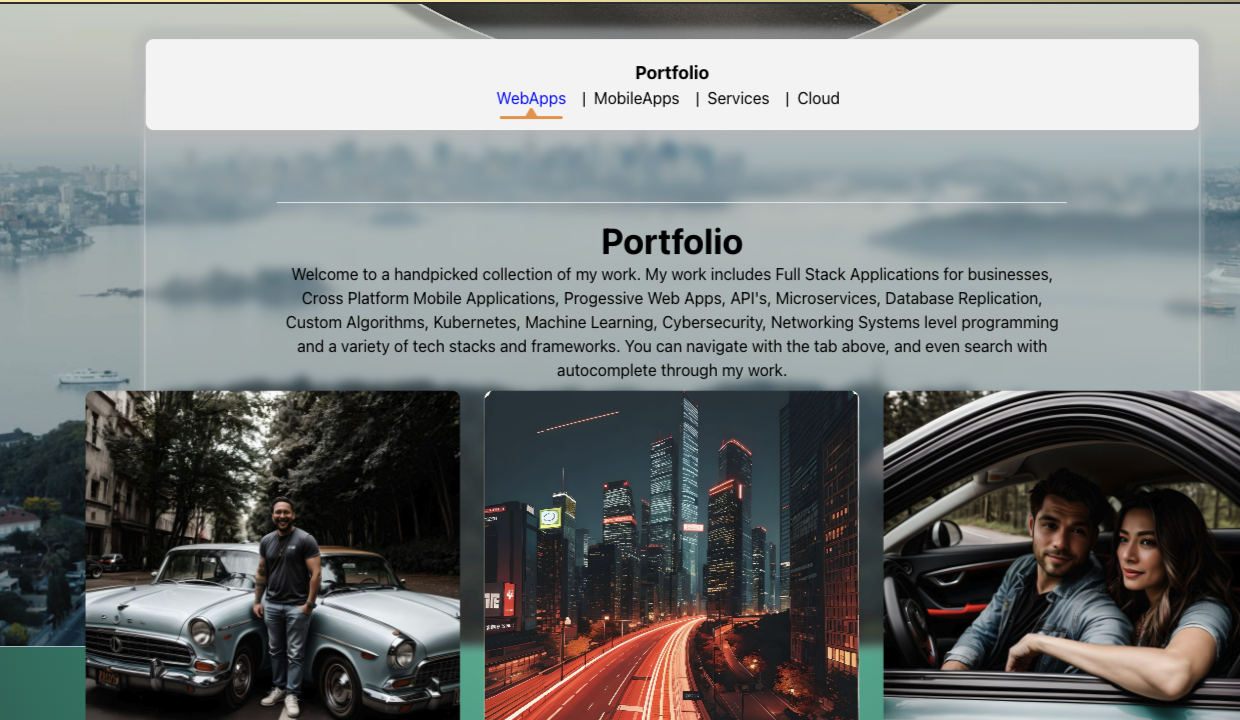 Portfolio
WebApps | MobileApps | Services | Cloud
Portfolio
Welcome to a handpicked collection of my work. My work includes Full Stack Applications for businesses,
Cross Platform Mobile Applications, Progessive Web Apps, API's, Microservices, Database Replication,
Custom Algorithms, Kubernetes, Machine Learning, Cybersecurity, Networking Systems level programming
and a variety of tech stacks and frameworks. You can navigate with the tab above, and even search with
autocomplete through my work.